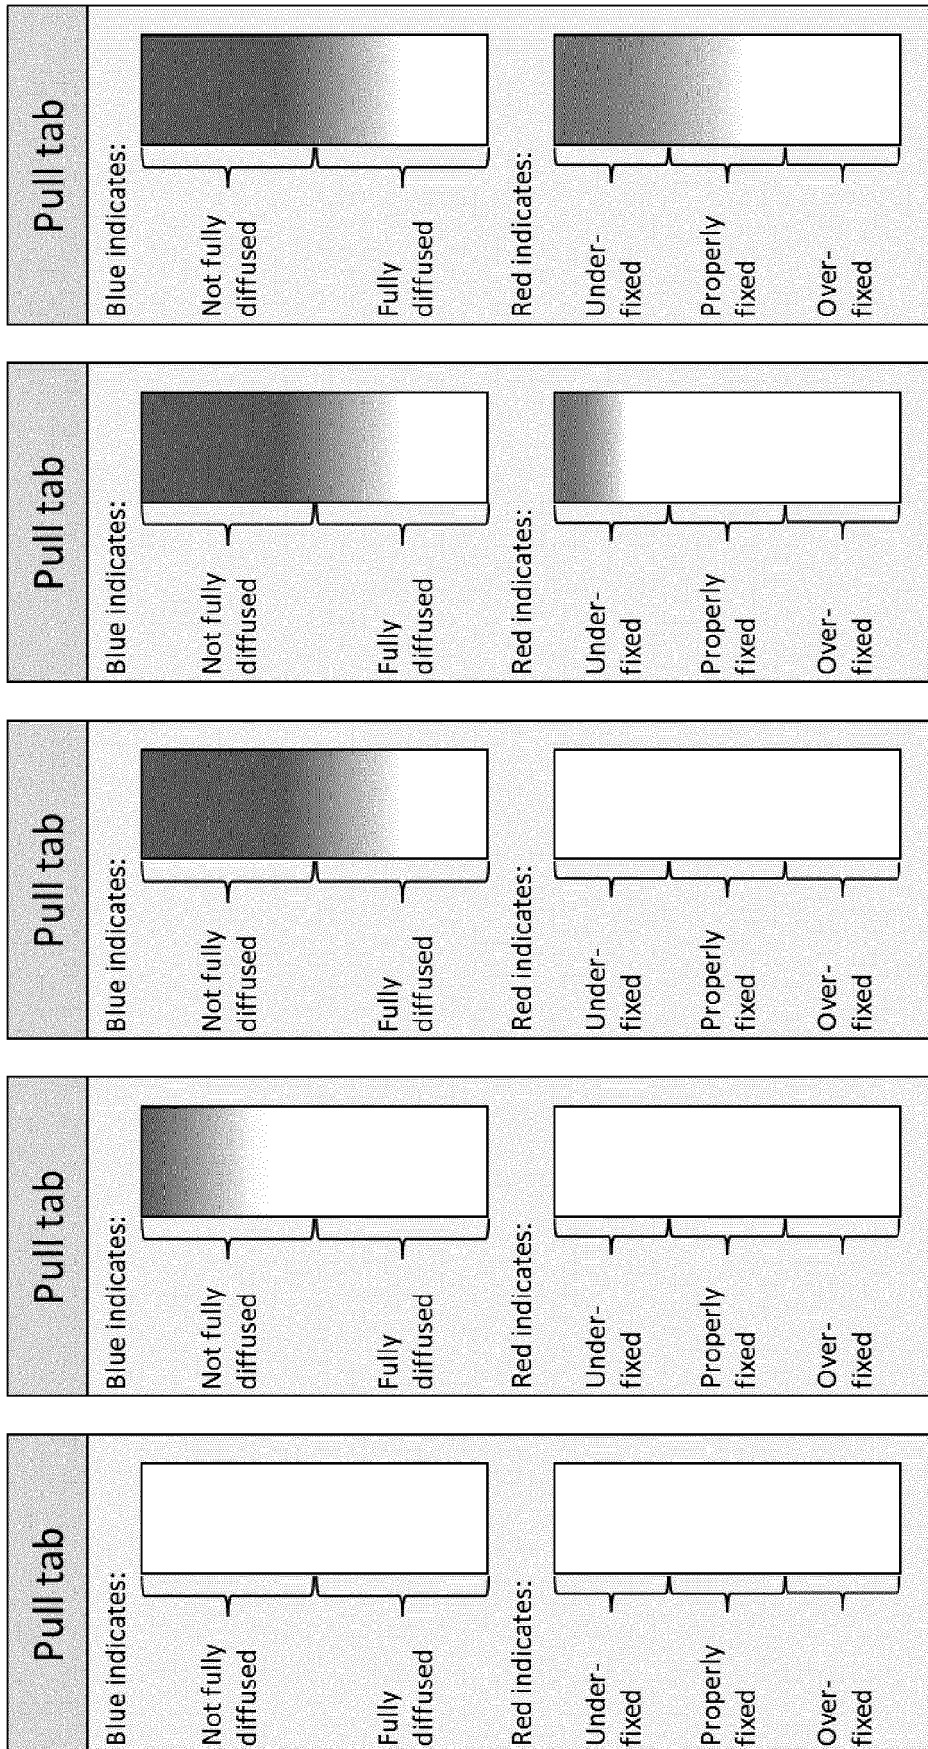 Pull tab
Blue indicates:
Not fully
diffused
Fully
diffused
Red indicates:
Under-
fixed
Properly
fixed
Over-
fixed
Pull tab
Blue indicates:
Not fully
diffused
Fully
diffused
Red indicates:
Under-
fixed
Properly
fixed
Over-
fixed
Pull tab
Blue indicates:
Not fully
diffused
Fully
diffused
Red indicates:
Under-
fixed
Properly
fixed
Over-
fixed
Pull tab
Blue indicates:
Not fully
diffused
Fully
diffused
Red indicates:
Under-
fixed
Properly
fixed
Over-
fixed
Pull tab
Blue indicates:
Not fully
diffused
Fully
diffused
Red indicates:
Under-
fixed
Properly
fixed
Over-
fixed